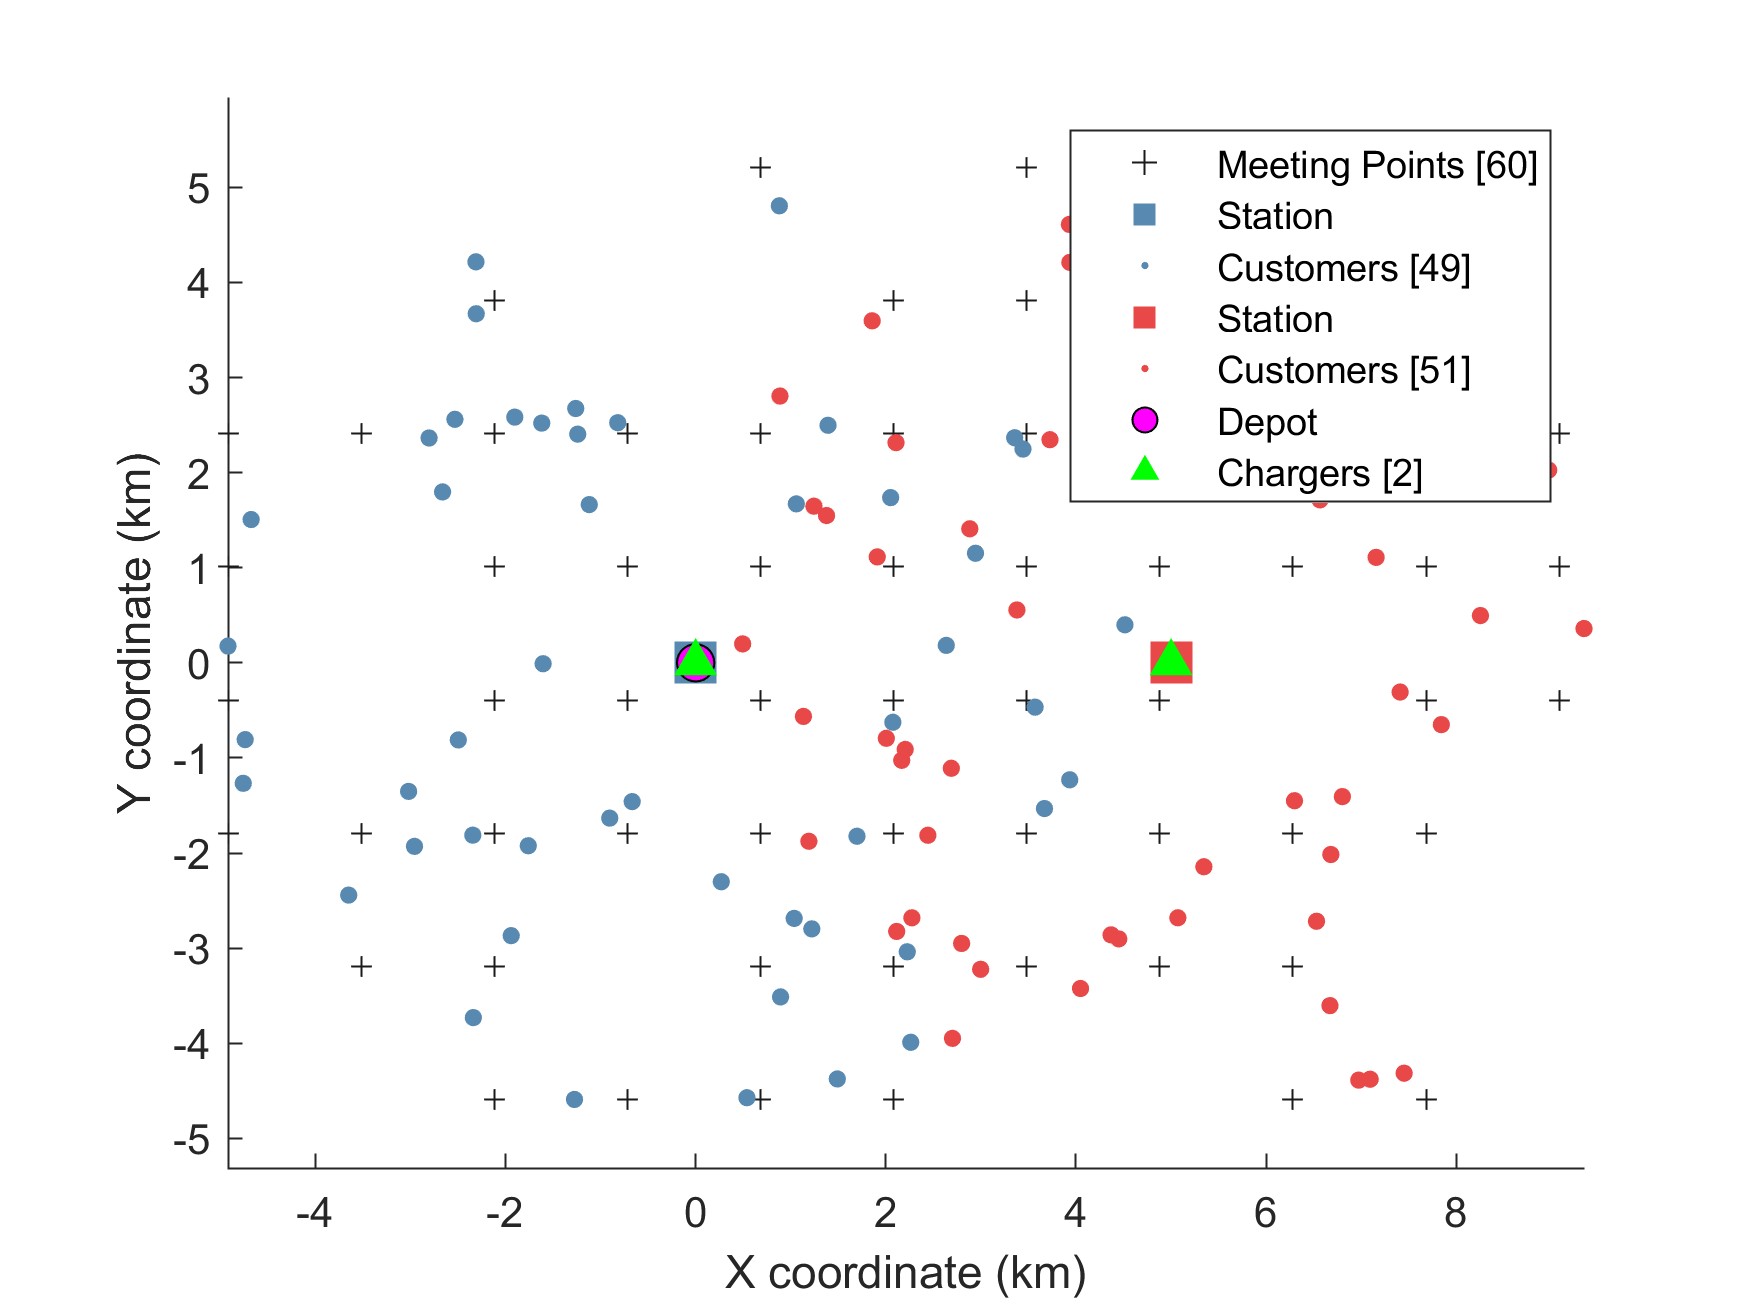 5
4
3
2
1
0
-1
-2
-3
-4
-5
Y coordinate (km)
Meeting Points [60]
Station
Customers [49]
Station
Customers [51]
Depot
Chargers [2]
-4 -2 0 2 4 6 8
X coordinate (km)